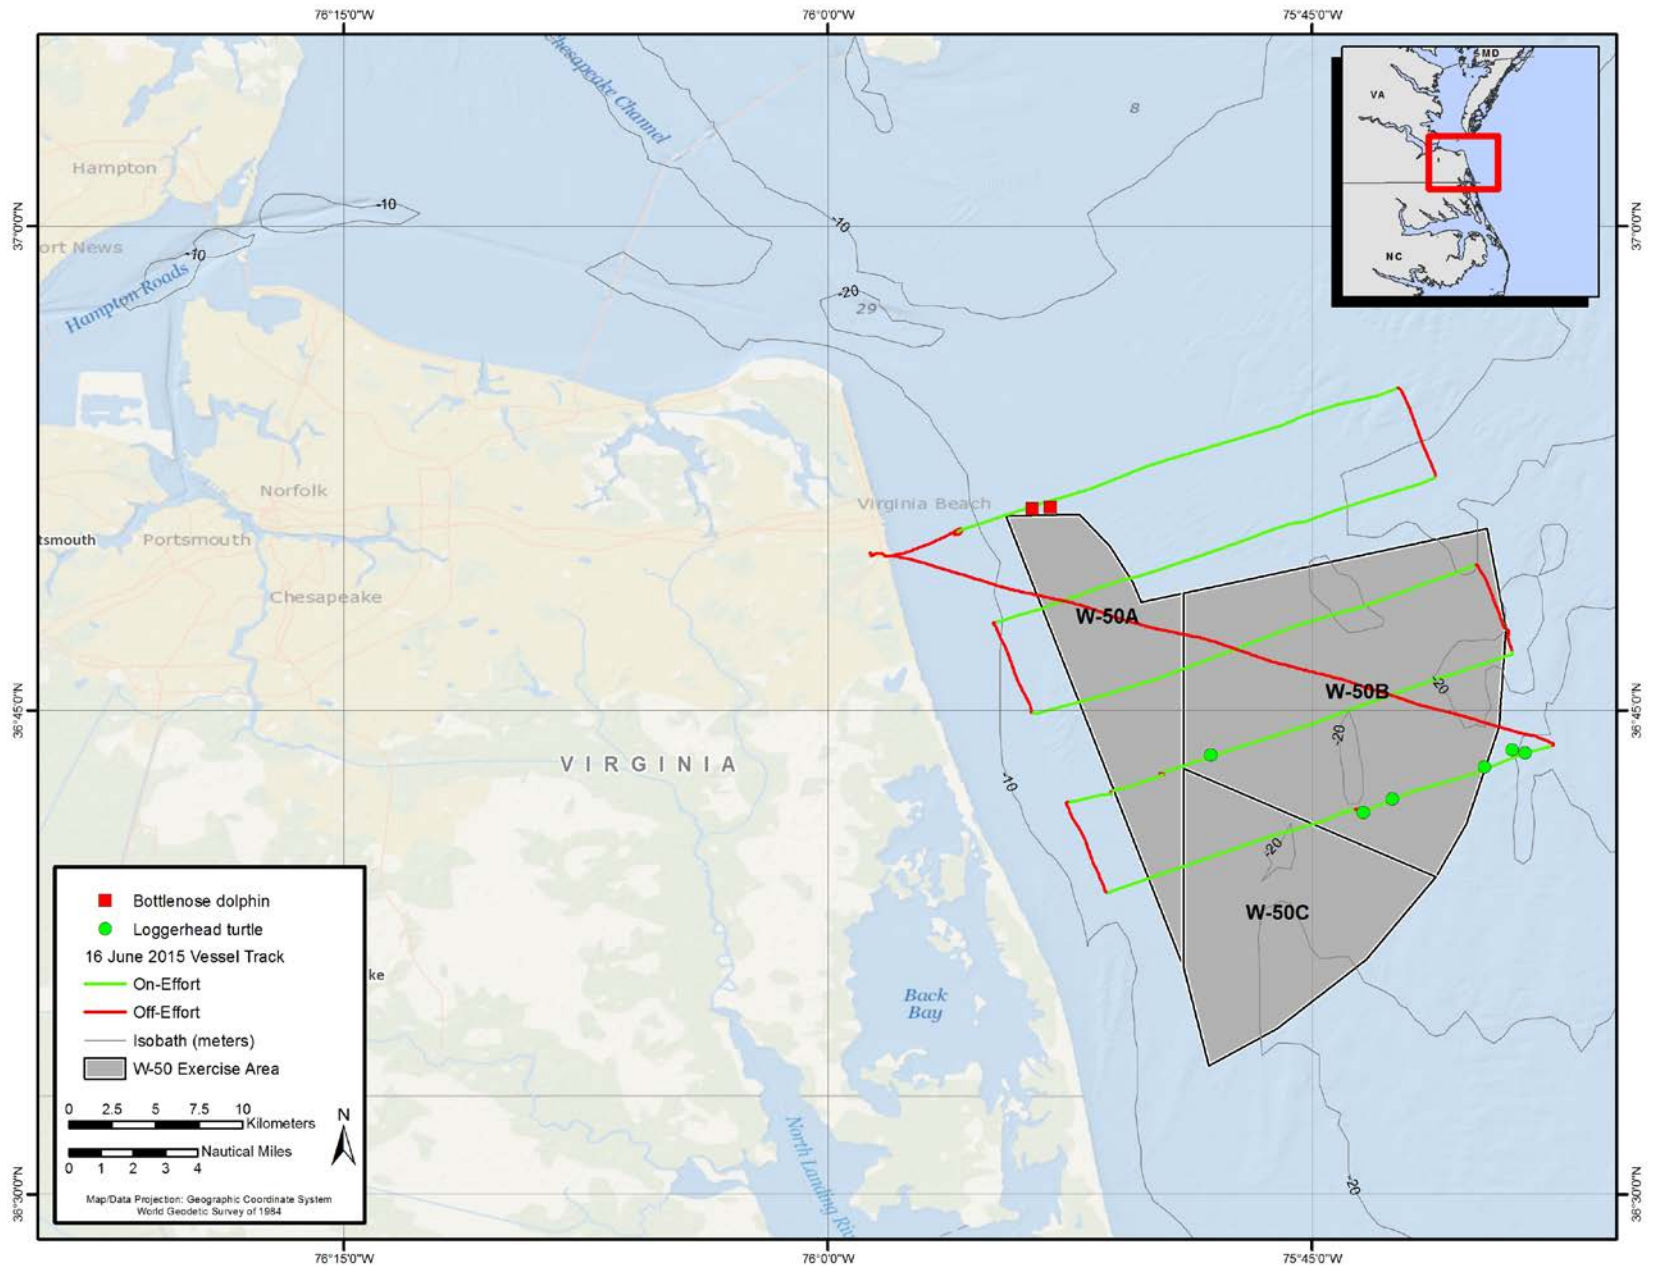 76°15'0"W
76°0'0"W
75°45'0"W
Chesapeake Channel
8
MD
VA
NC
Hampton
-10
37°0'0"N
37°0'0"N
-10
ort News
-10
Hampton Roads
-20
29
Norfolk
Virginia Beach
tsmouth
Portsmouth
Chesapeake
W-50A
W-50B
-20
36°45'0"N
36°45'0"N
-20
VIRGINIA
-10
-20
W-50C
ke
Back
Bay
North Landing Riv
-20
36°30'0"N
36°30'0"N
Bottlenose dolphin
Loggerhead turtle
16 June 2015 Vessel Track
On-Effort
Off-Effort
Isobath (meters)
W-50 Exercise Area
0 2.5 5 7.5 10
Kilometers
N
Nautical Miles
0 1 2 3 4
Map/Data Projection: Geographic Coordinate System
World Geodetic Survey of 1984
76°15'0"W
76°0'0"W
75°45'0"W